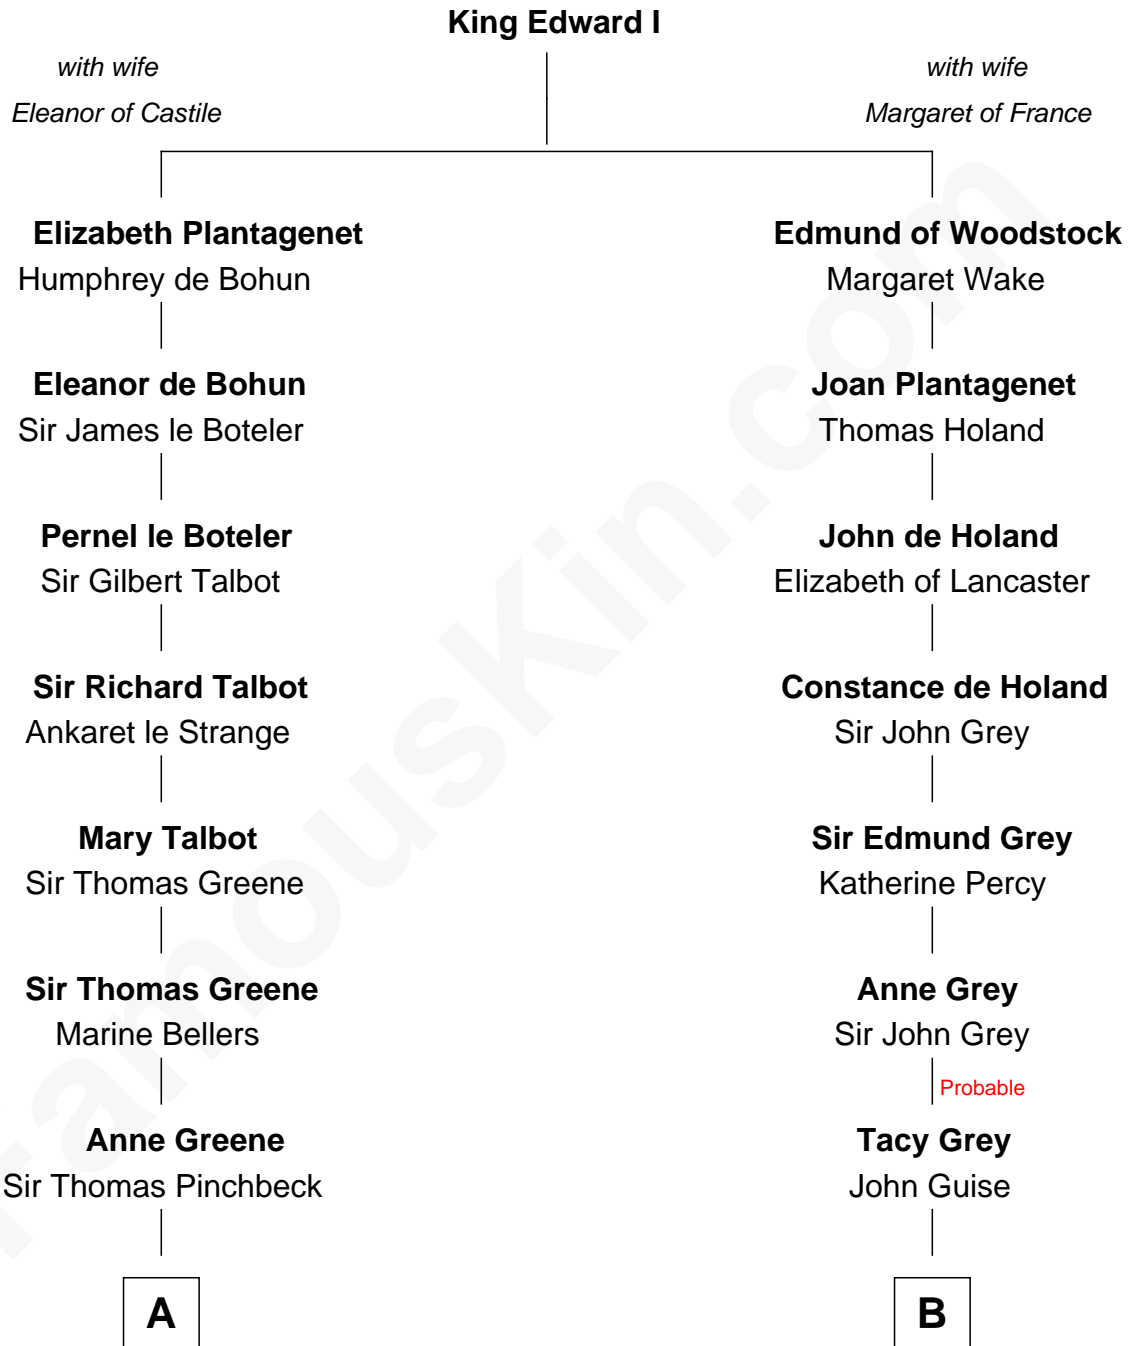 King Edward I
with wife
Eleanor of Castile
with wife
Margaret of France
Elizabeth Plantagenet
Humphrey de Bohun
Edmund of Woodstock
Margaret Wake
Eleanor de Bohun
Sir James le Boteler
Joan Plantagenet
Thomas Holand
Pernel le Boteler
Sir Gilbert Talbot
John de Holand
Elizabeth of Lancaster
Sir Richard Talbot
Ankaret le Strange
Constance de Holand
Sir John Grey
Mary Talbot
Sir Thomas Greene
Sir Edmund Grey
Katherine Percy
Sir Thomas Greene
Marine Bellers
Anne Grey
Sir John Grey
Probable
Anne Greene
Sir Thomas Pinchbeck
Tacy Grey
John Guise
A
B
FamousKin.com